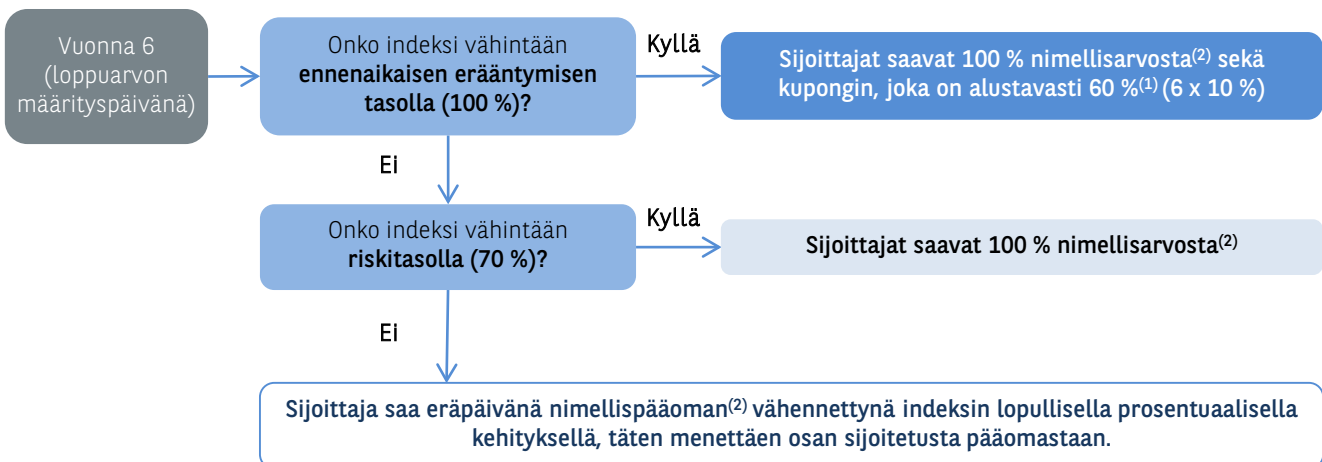 Vuonna 6
(loppuarvon
määrityspäivänä)
Onko indeksi vähintään
ennenaikaisen erääntymisen
tasolla (100 %)?
Kyllä
Sijoittajat saavat 100 % nimellisarvosta(2) sekä
kupongin, joka on alustavasti 60 %(1) (6 x 10 %)
Ei
Onko indeksi vähintään
riskitasolla (70 %)?
Kyllä
Sijoittajat saavat 100 % nimellisarvosta(2)
Ei
Sijoittaja saa eräpäivänä nimellispääoman(2) vähennettynä indeksin lopullisella prosentuaalisella
kehityksellä, täten menettäen osan sijoitetusta pääomastaan.